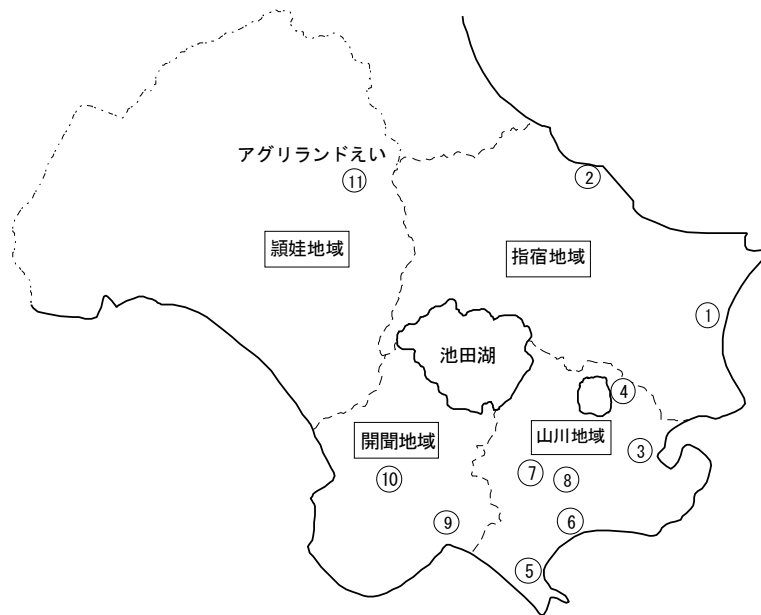 アグリランドえい
⑪
②
頴娃地域
指宿地域
①
池田湖
④
開聞地域
山川地域
③
⑩
⑦
⑧
⑨
⑥
⑤